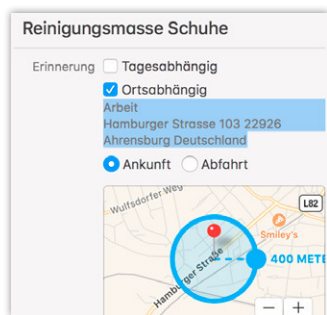 Reinigungsmasse Schuhe
Erinnerung Tagesabhängig
Ortsabhängig
Arbeit
Hamburger Strasse 103 22926
Ahrensburg Deutschland
Ankunft Abfahrt
Wulfsdorfer Weg
L82
Smiley's
400 METE
Hamburger Straße